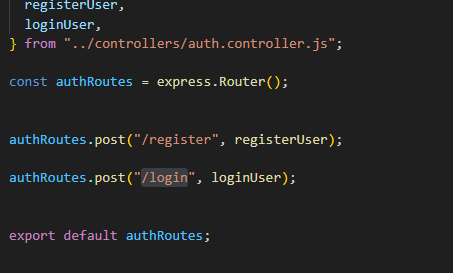 registerUser,
loginUser,
} from "../controllers/auth.controller.js";
const authRoutes = express.Router();
authRoutes.post("/register", registerUser);
authRoutes.post("/login", loginUser);
export default authRoutes;